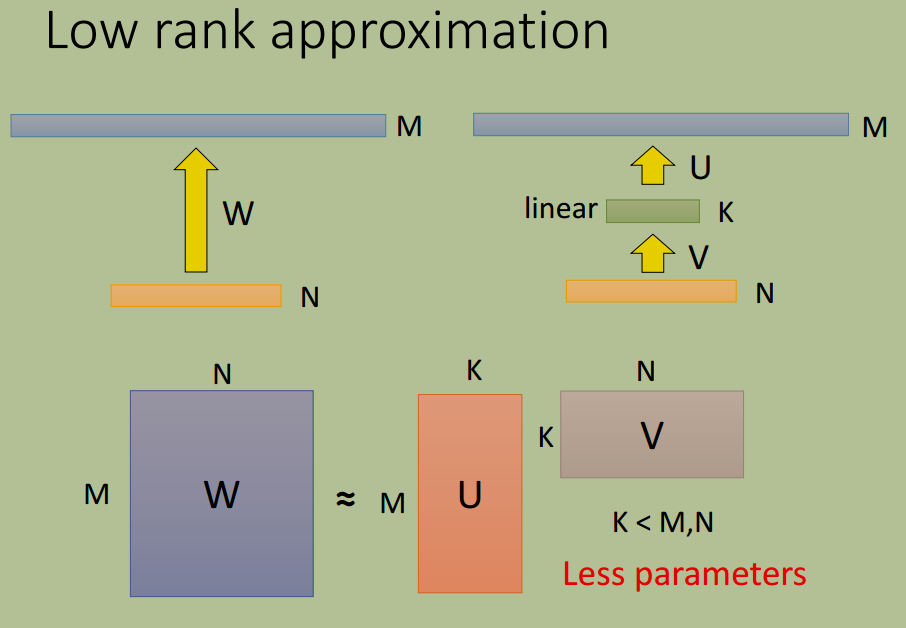 Low rank approximation
M
W
N
M
U
linear
K
V
N
N
M
W
≈
K
M
U
N
K
V
K < M,N
Less parameters